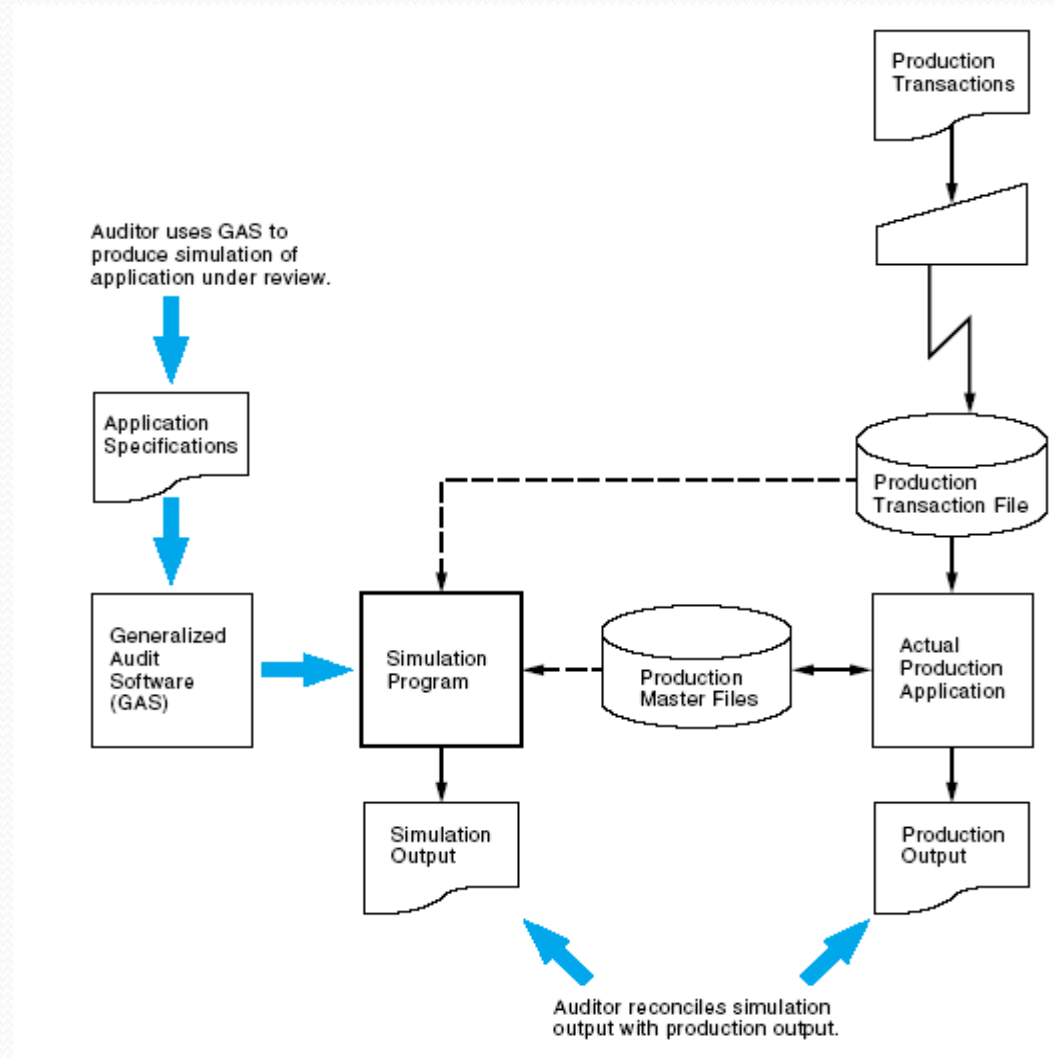 Production
Transactions
Auditor uses GAS to
produce simulation of
application under review.
Application
Specifications
Production
Transaction File
Generalized
Audit
Software
(GAS)
Simulation
Program
Production
Master Files
Actual
Production
Application
Simulation
Output
Production
Output
Auditor reconciles simulation
output with production output.